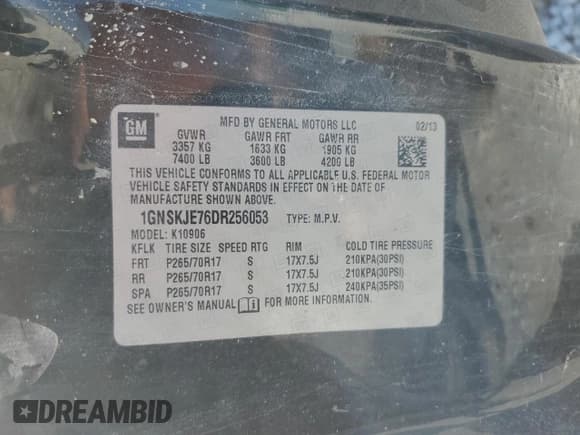 GM
MFD BY GENERAL MOTORS LLC 02/13
GVWR GAWR FRT GAWR RR
3357 KG 1633 KG 1905 KG
7400 LB 3600 LB 4200 LB
THIS VEHICLE CONFORMS TO ALL APPLICABLE U.S. FEDERAL MOTOR
VEHICLE SAFETY STANDARDS IN EFFECT ON THE DATE OF
MANUFACTURE SHOWN ABOVE.
1GNSKJE76DR256053 TYPE: M.P.V.
MODEL: K10906
KFLK TIRE SIZE SPEED RTG RIM COLD TIRE PRESSURE
FRT P265/70R17 S 17X7.5J 210KPA(30PSI)
RR P265/70R17 S 17X7.5J 210KPA(30PSI)
SPA P265/70R17 S 17X7.5J 240KPA(35PSI)
SEE OWNER'S MANUAL FOR ADDITIONAL INFORMATION.
DREAMBID